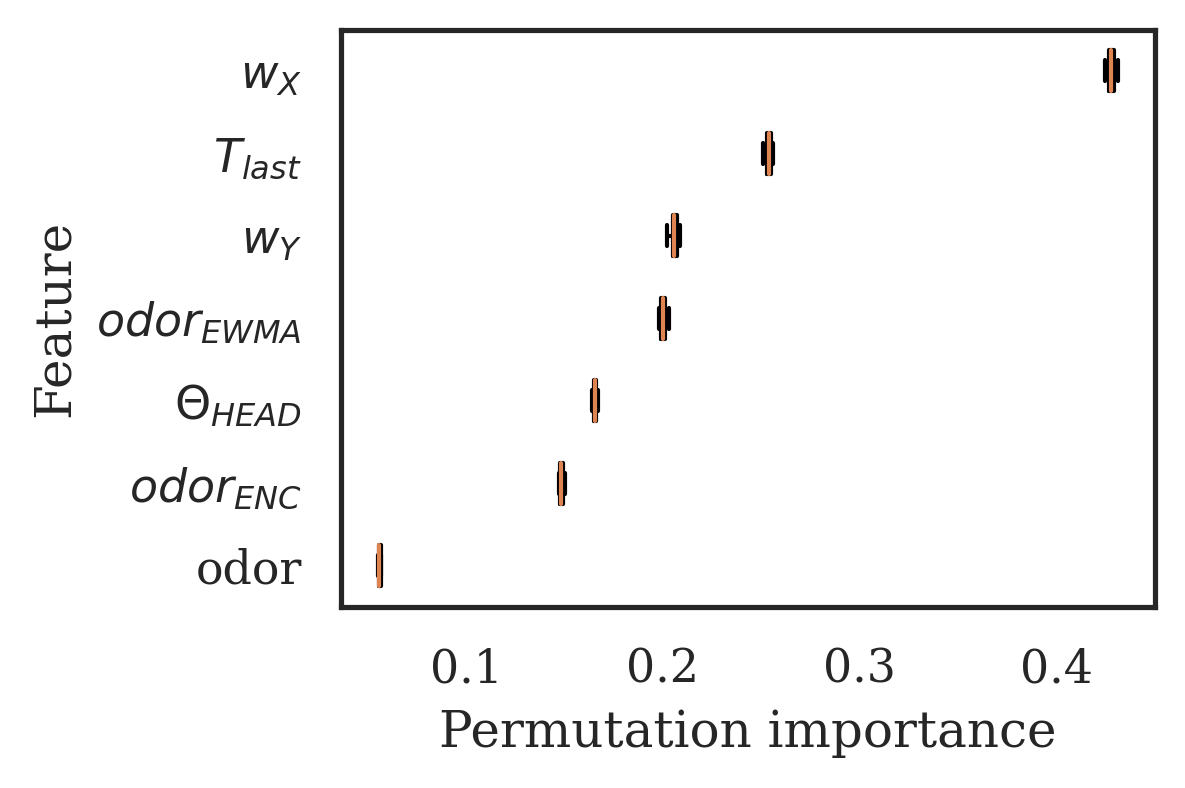 w_X
T_last
w_Y
odor_EWMA
Θ_HEAD
odor_ENC
odor
Feature
0.1 0.2 0.3 0.4
Permutation importance